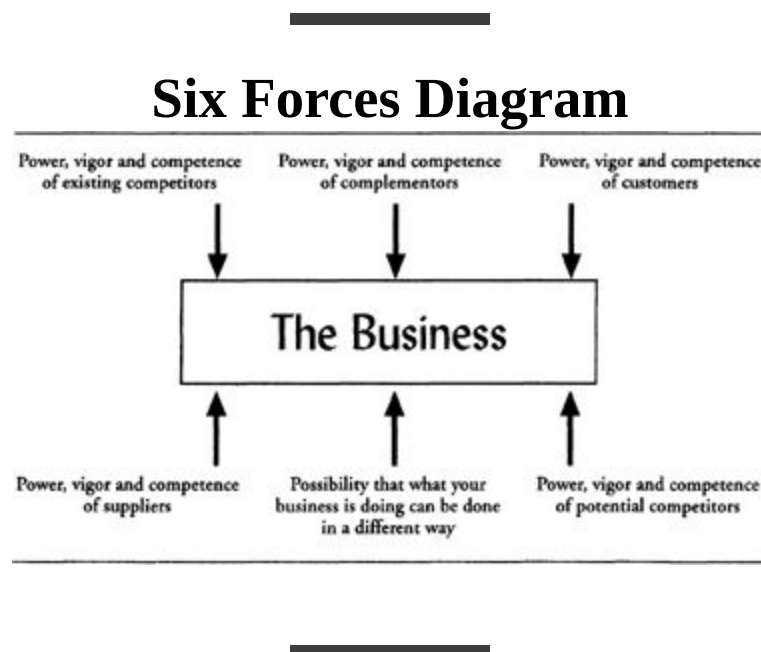 Six Forces Diagram
Power, vigor and competence
of existing competitors
Power, vigor and competence
of complementors
Power, vigor and competence
of customers
The Business
Power, vigor and competence
of suppliers
Possibility that what your
business is doing can be done
in a different way
Power, vigor and competence
of potential competitors